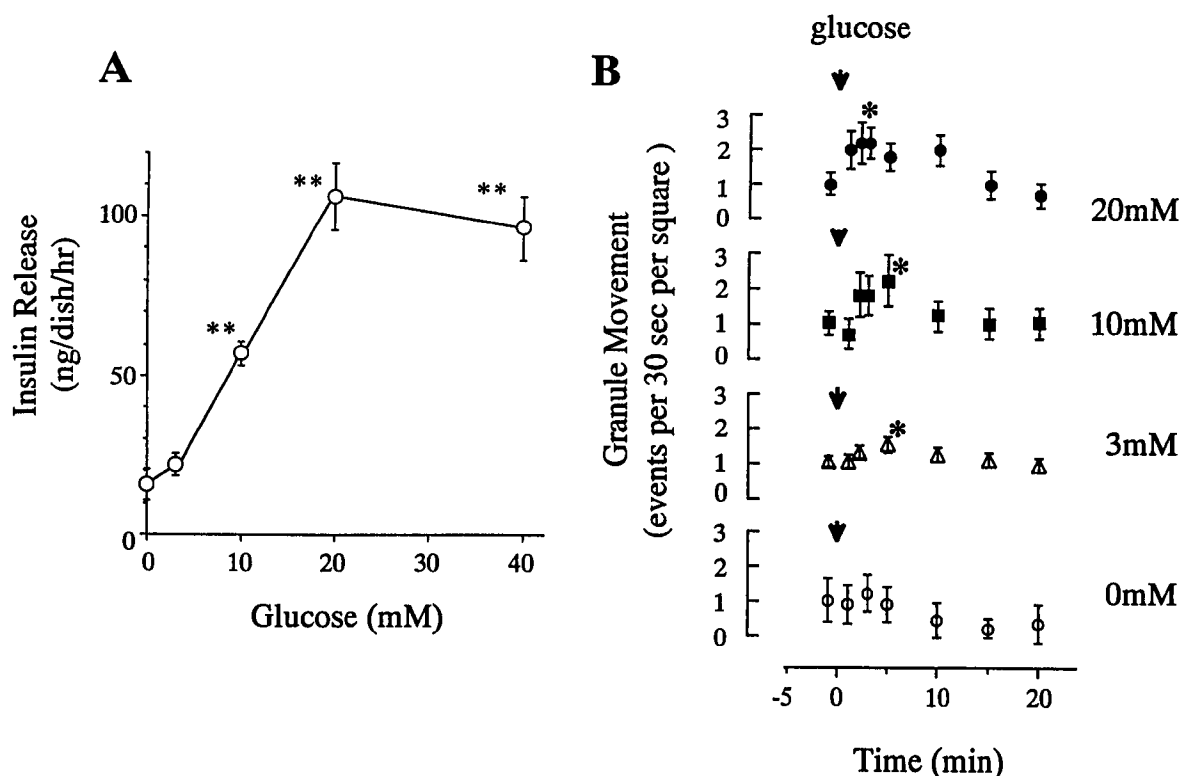 A
Insulin Release
(ng/dish/hr)
100
50
0
**
**
**
0
10
20
30
40
Glucose (mM)
B
glucose
Granule Movement
(events per 30 sec per square )
3
2
1
0
*
20mM
3
2
1
0
*
10mM
3
2
1
0
*
3mM
3
2
1
0
0mM
-5
0
10
20
Time (min)